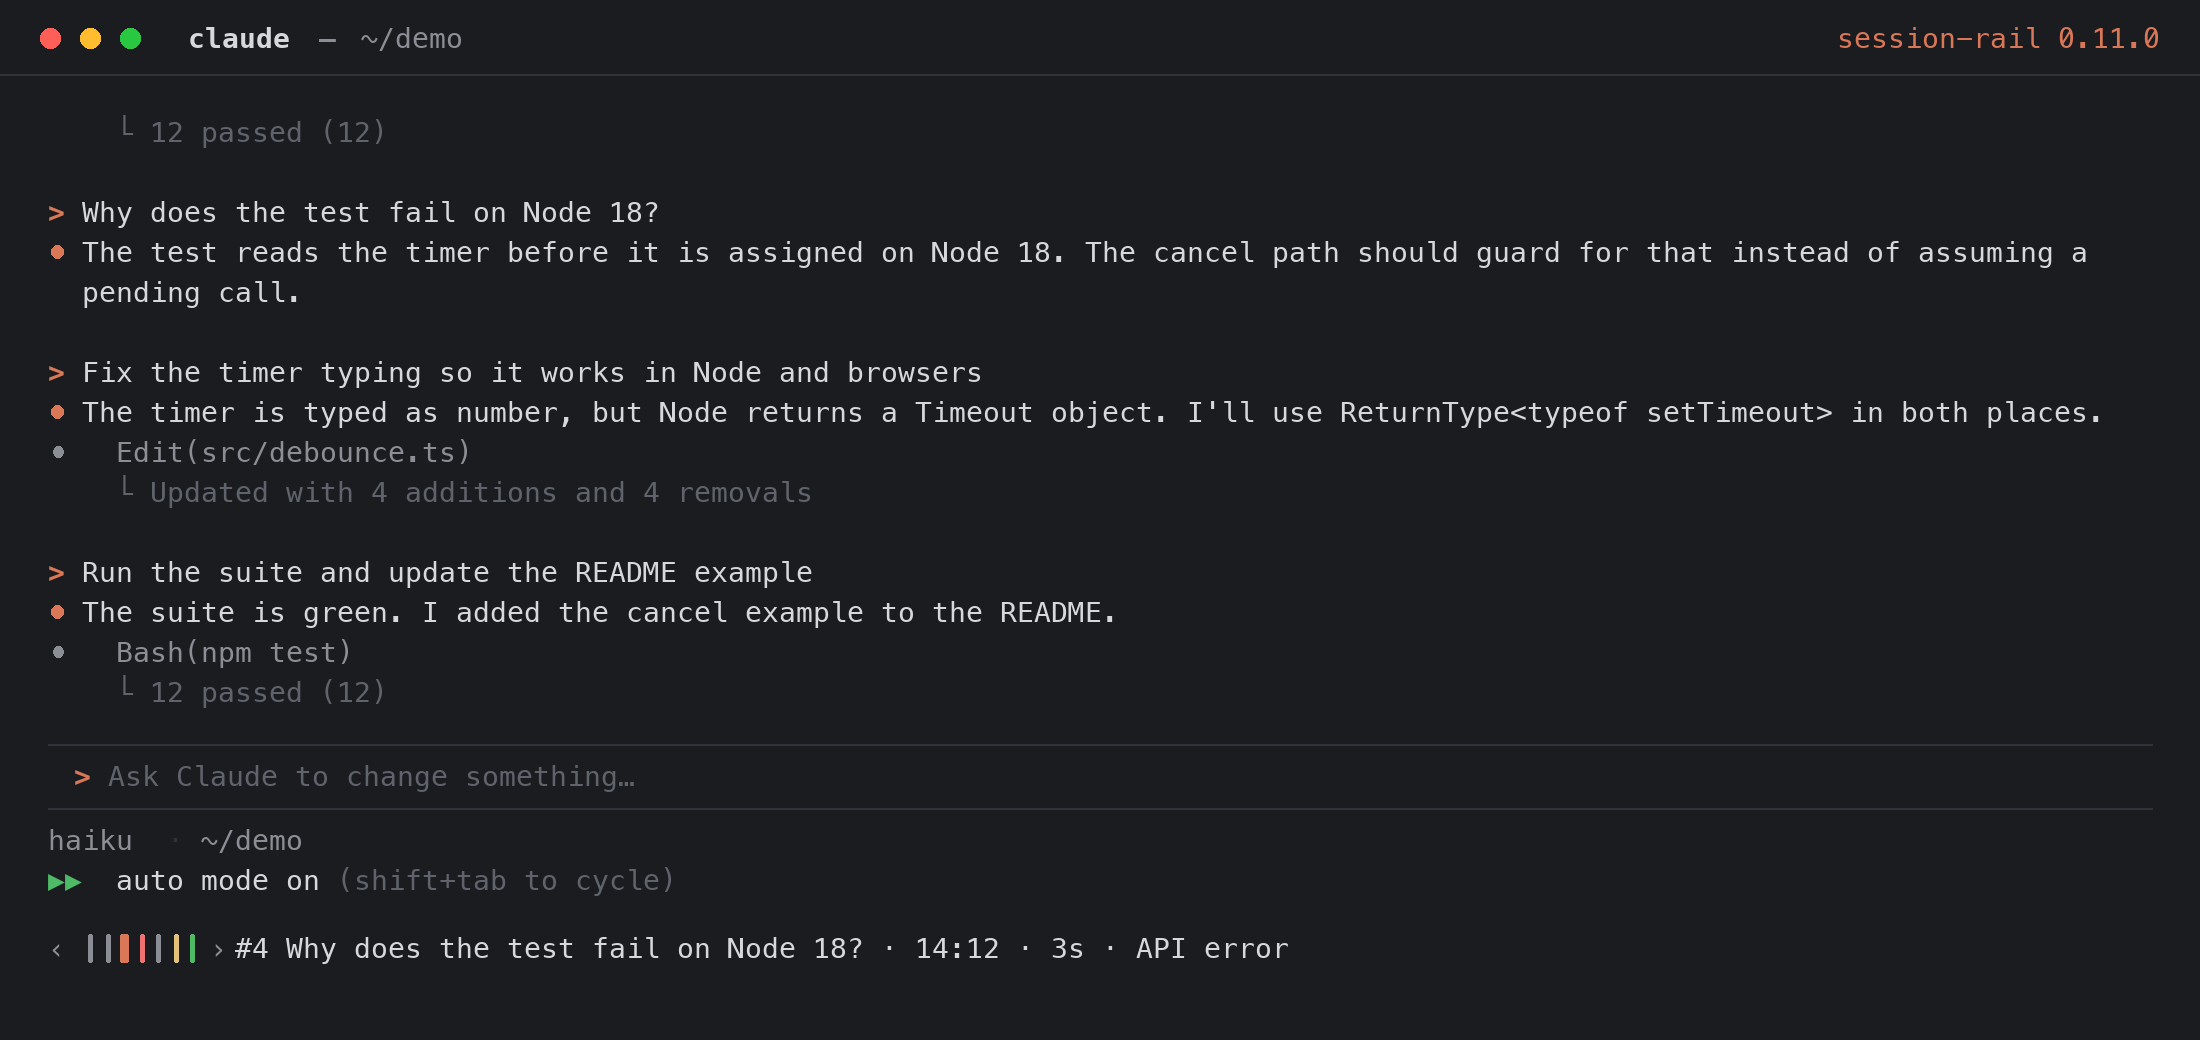 claude — ~/demo
session-rail 0.11.0
└ 12 passed (12)
> Why does the test fail on Node 18?
● The test reads the timer before it is assigned on Node 18. The cancel path should guard for that instead of assuming a
pending call.
> Fix the timer typing so it works in Node and browsers
● The timer is typed as number, but Node returns a Timeout object. I'll use ReturnType<typeof setTimeout> in both places.
● Edit(src/debounce.ts)
└ Updated with 4 additions and 4 removals
> Run the suite and update the README example
● The suite is green. I added the cancel example to the README.
● Bash(npm test)
└ 12 passed (12)
> Ask Claude to change something…
haiku · ~/demo
▶▶ auto mode on (shift+tab to cycle)
‹ › #4 Why does the test fail on Node 18? · 14:12 · 3s · API error